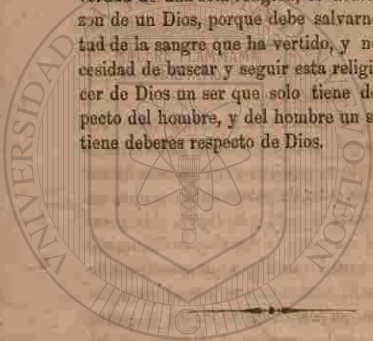 zon de un Dios, porque debe salvarn
tud de la sangre que ha vertido, y n
cesidad de buscar y seguir esta religi
cer de Dios un ser que solo tiene de
pecto del hombre, y del hombre un s
tiene deberes respecto de Dios.